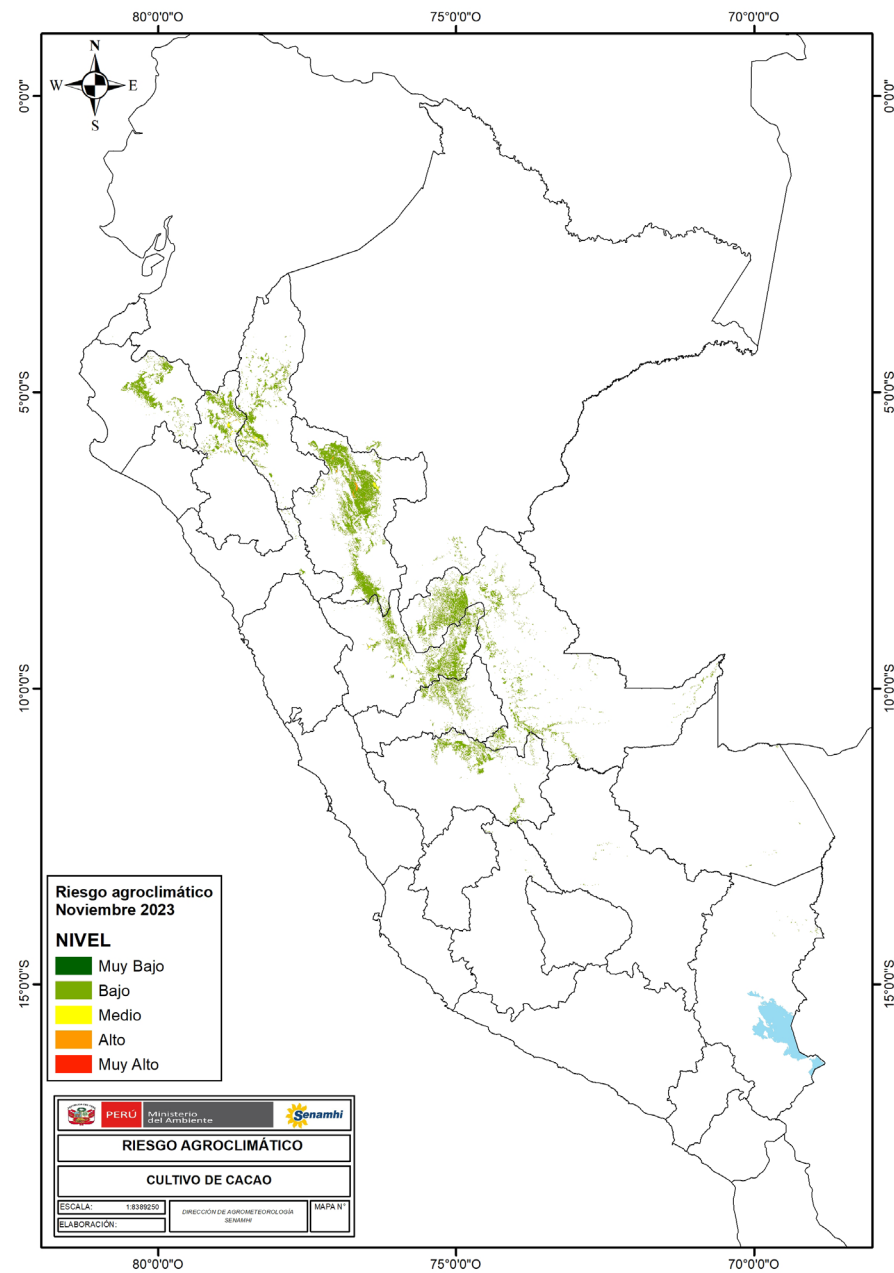 80°0'0"O 75°0'0"O 70°0'0"O
N
W E
S
0°0'0"
0°0'0"
5°0'0"S
5°0'0"S
10°0'0"S
10°0'0"S
15°0'0"S
15°0'0"S
Riesgo agroclimático
Noviembre 2023
NIVEL
Muy Bajo
Bajo
Medio
Alto
Muy Alto
PERÚ
Ministerio
del Ambiente
Senamhi
RIESGO AGROCLIMÁTICO
CULTIVO DE CACAO
ESCALA: 1:8389250
ELABORACIÓN:
DIRECCIÓN DE AGROMETEOROLOGÍA
SENAMHI
MAPA N°
80°0'0"O 75°0'0"O 70°0'0"O